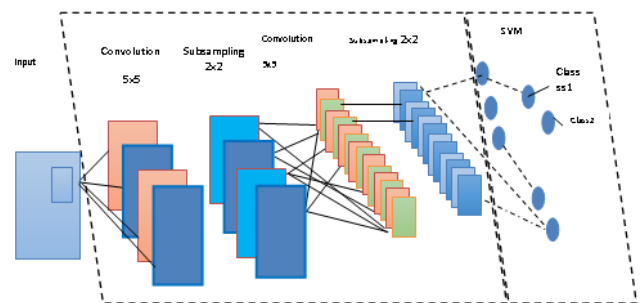 Input
Convolution
5x5
Subsampling
2x2
Convolution
5x5
Subsampling 2x2
SVM
Class
ss1
Class2